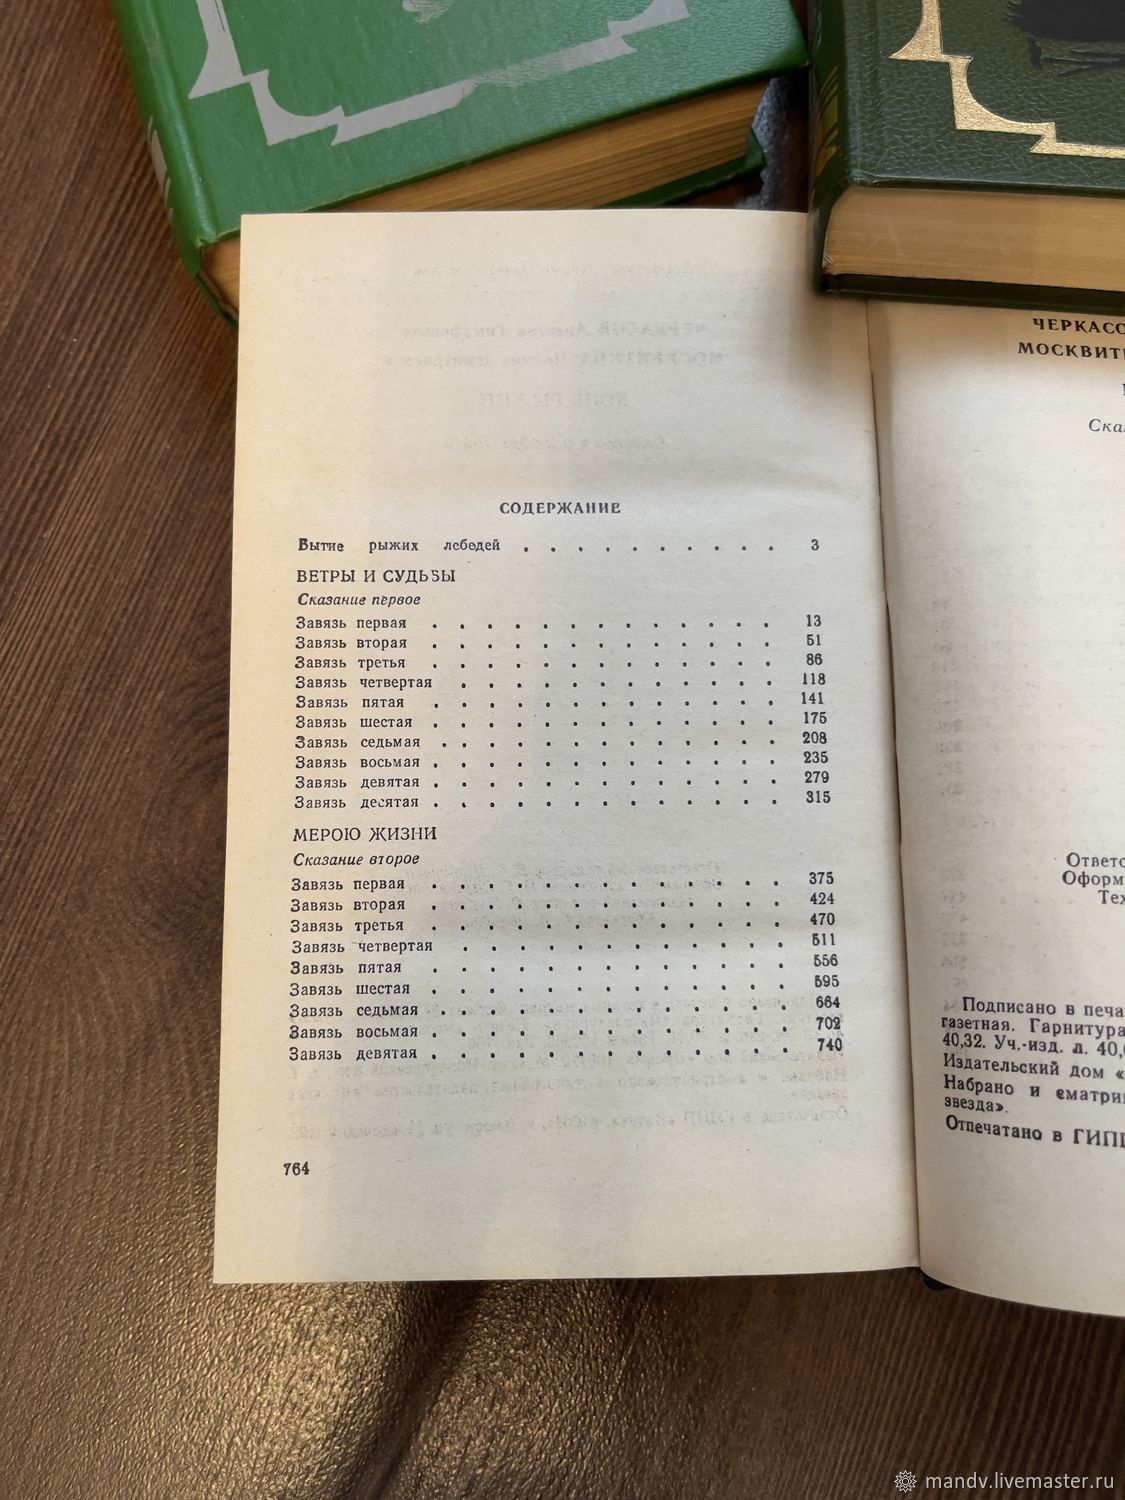 СОДЕРЖАНИЕ
Бытие рыжих лебедей . . . . . . . . . . 3
ВЕТРЫ И СУДЬБЫ
Сказание первое
Завязь первая . . . . . . . . . . . . . 13
Завязь вторая . . . . . . . . . . . . . 51
Завязь третья . . . . . . . . . . . . . 86
Завязь четвертая . . . . . . . . . . . . 118
Завязь пятая . . . . . . . . . . . . . 141
Завязь шестая . . . . . . . . . . . . . 175
Завязь седьмая . . . . . . . . . . . . . 208
Завязь восьмая . . . . . . . . . . . . . 235
Завязь девятая . . . . . . . . . . . . . 279
Завязь десятая . . . . . . . . . . . . . 315
МЕРОЮ ЖИЗНИ
Сказание второе
Завязь первая . . . . . . . . . . . . . 375
Завязь вторая . . . . . . . . . . . . . 424
Завязь третья . . . . . . . . . . . . . 470
Завязь четвертая . . . . . . . . . . . . 511
Завязь пятая . . . . . . . . . . . . . 556
Завязь шестая . . . . . . . . . . . . . 595
Завязь седьмая . . . . . . . . . . . . . 664
Завязь восьмая . . . . . . . . . . . . . 702
Завязь девятая . . . . . . . . . . . . . 740
764
ЧЕРКАСО
МОСКВИТ
Сказ
Ответс
Оформ
Тех
Подписано в печа
газетная. Гарнитура
40,32. Уч.-изд. л. 40,
Издательский дом «
Набрано и сматри
звезда».
Отпечатано в ГИПП
mandv.livemaster.ru